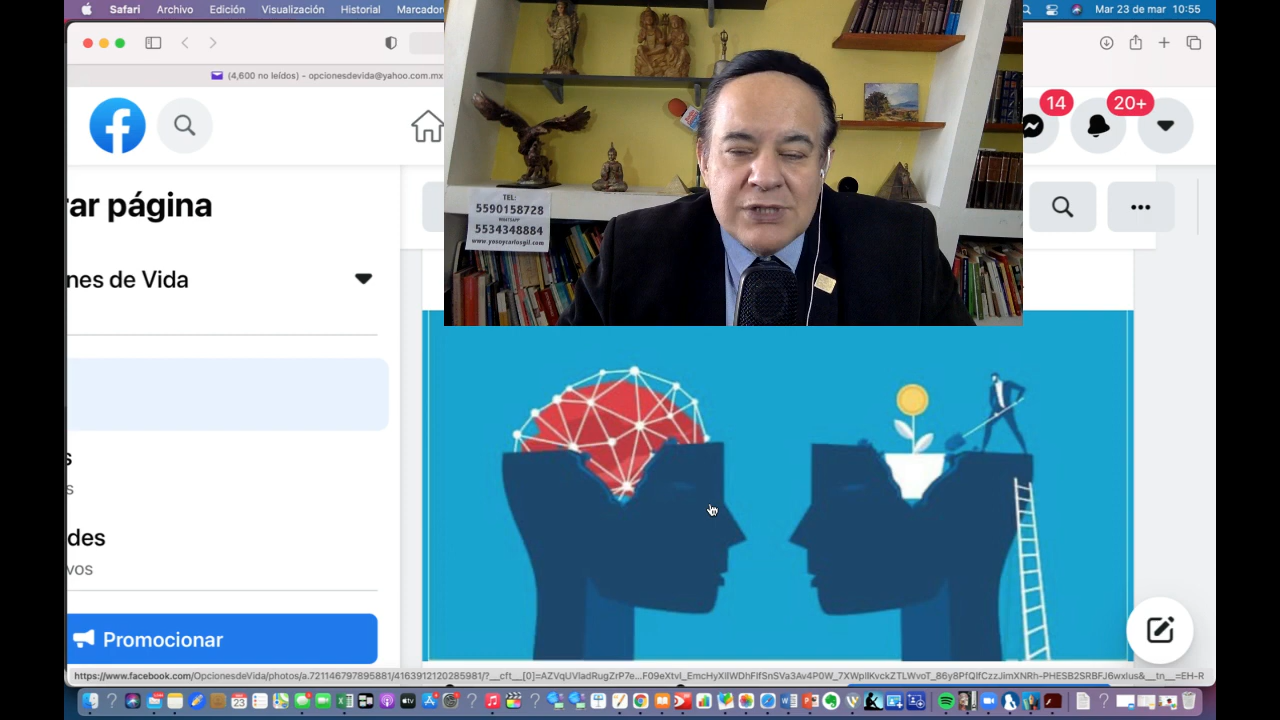 Safari Archivo Edición Visualización Historial Marcador
Mar 23 de mar 10:55
(4,600 no leídos) - opcionesdevida@yahoo.com.mx
14
20+
rar página
nes de Vida
s
s
des
vos
Promocionar
TEL:
5590158728
WHATSAPP
5534348884
www.yosoycarlosgil.com
23